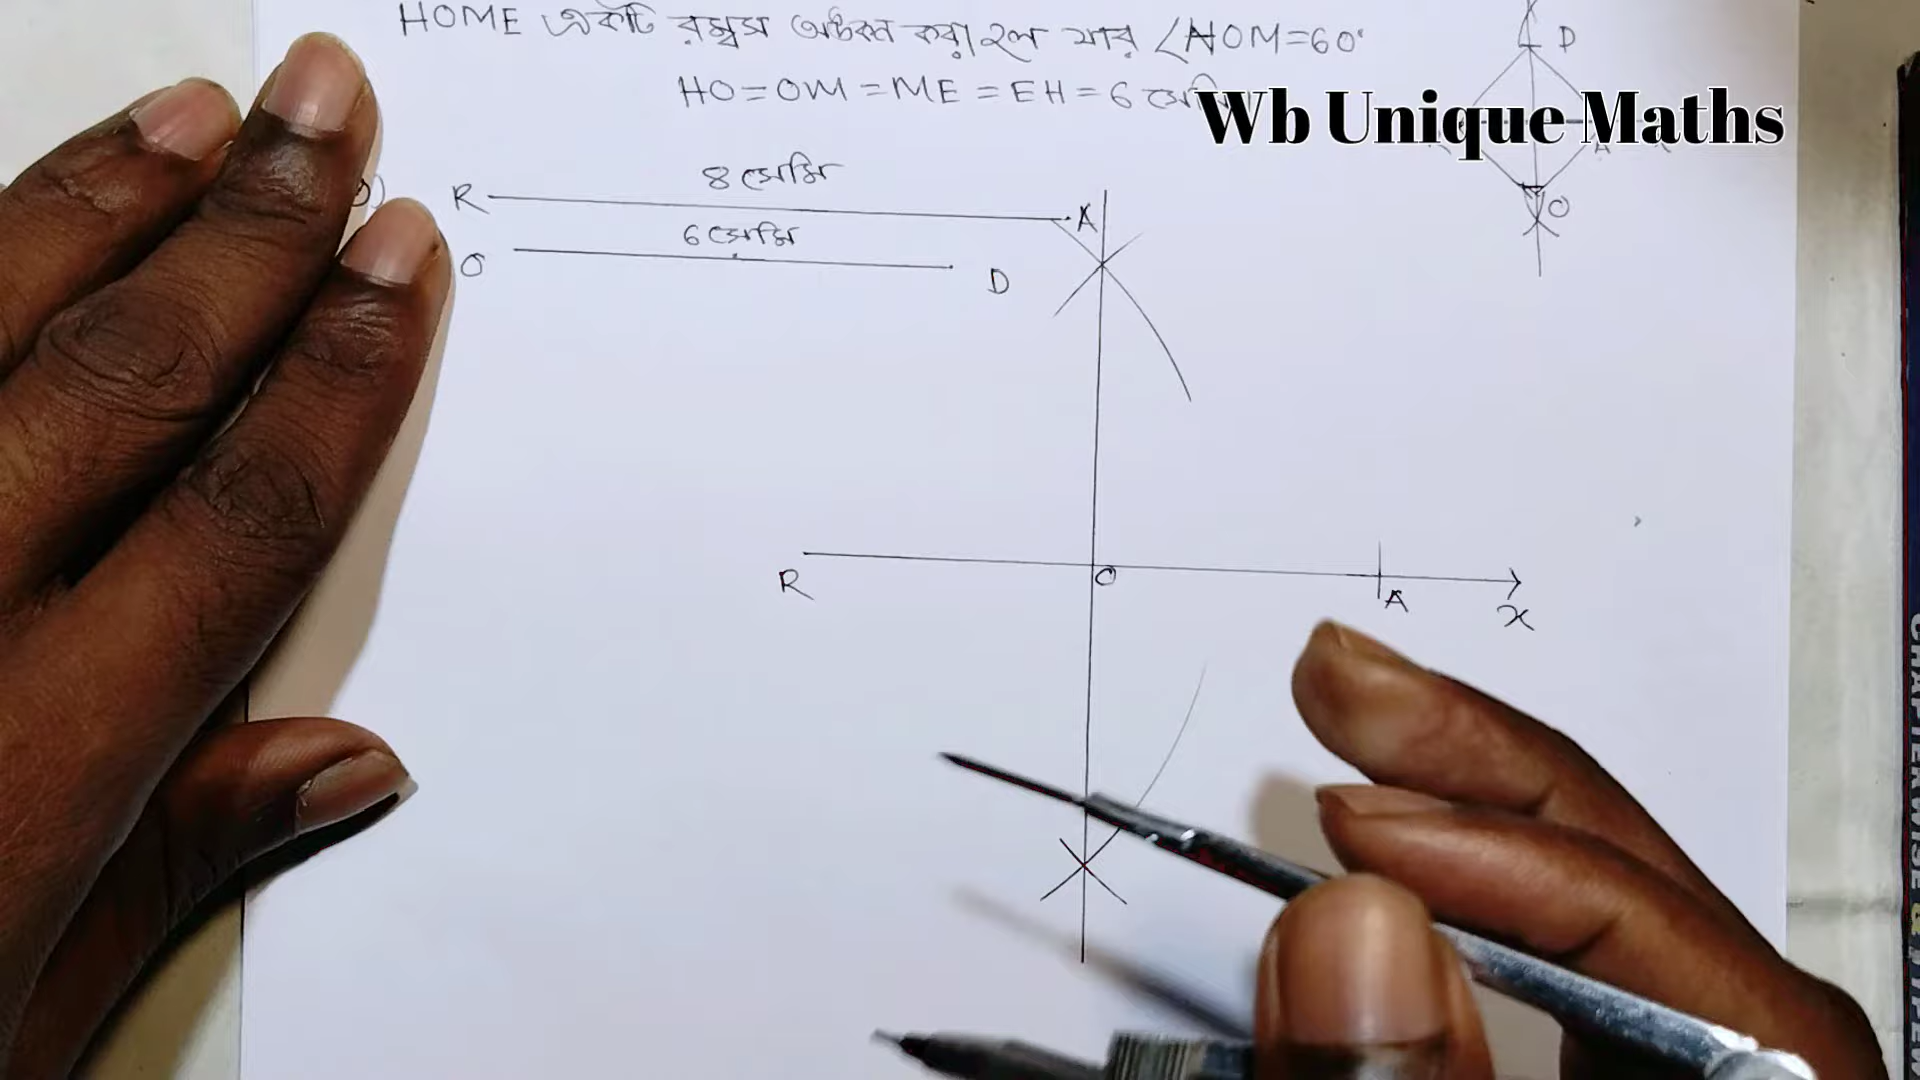 HOME একটি রম্বস অঙ্কন করা হল যার ∠HOM=60°
HO=OM=ME=EH=6 সেমি
Wb Unique Maths
D
A
O
R 8 সেমি A
O 6 সেমি D
R O A x
CHAPTERWISE &